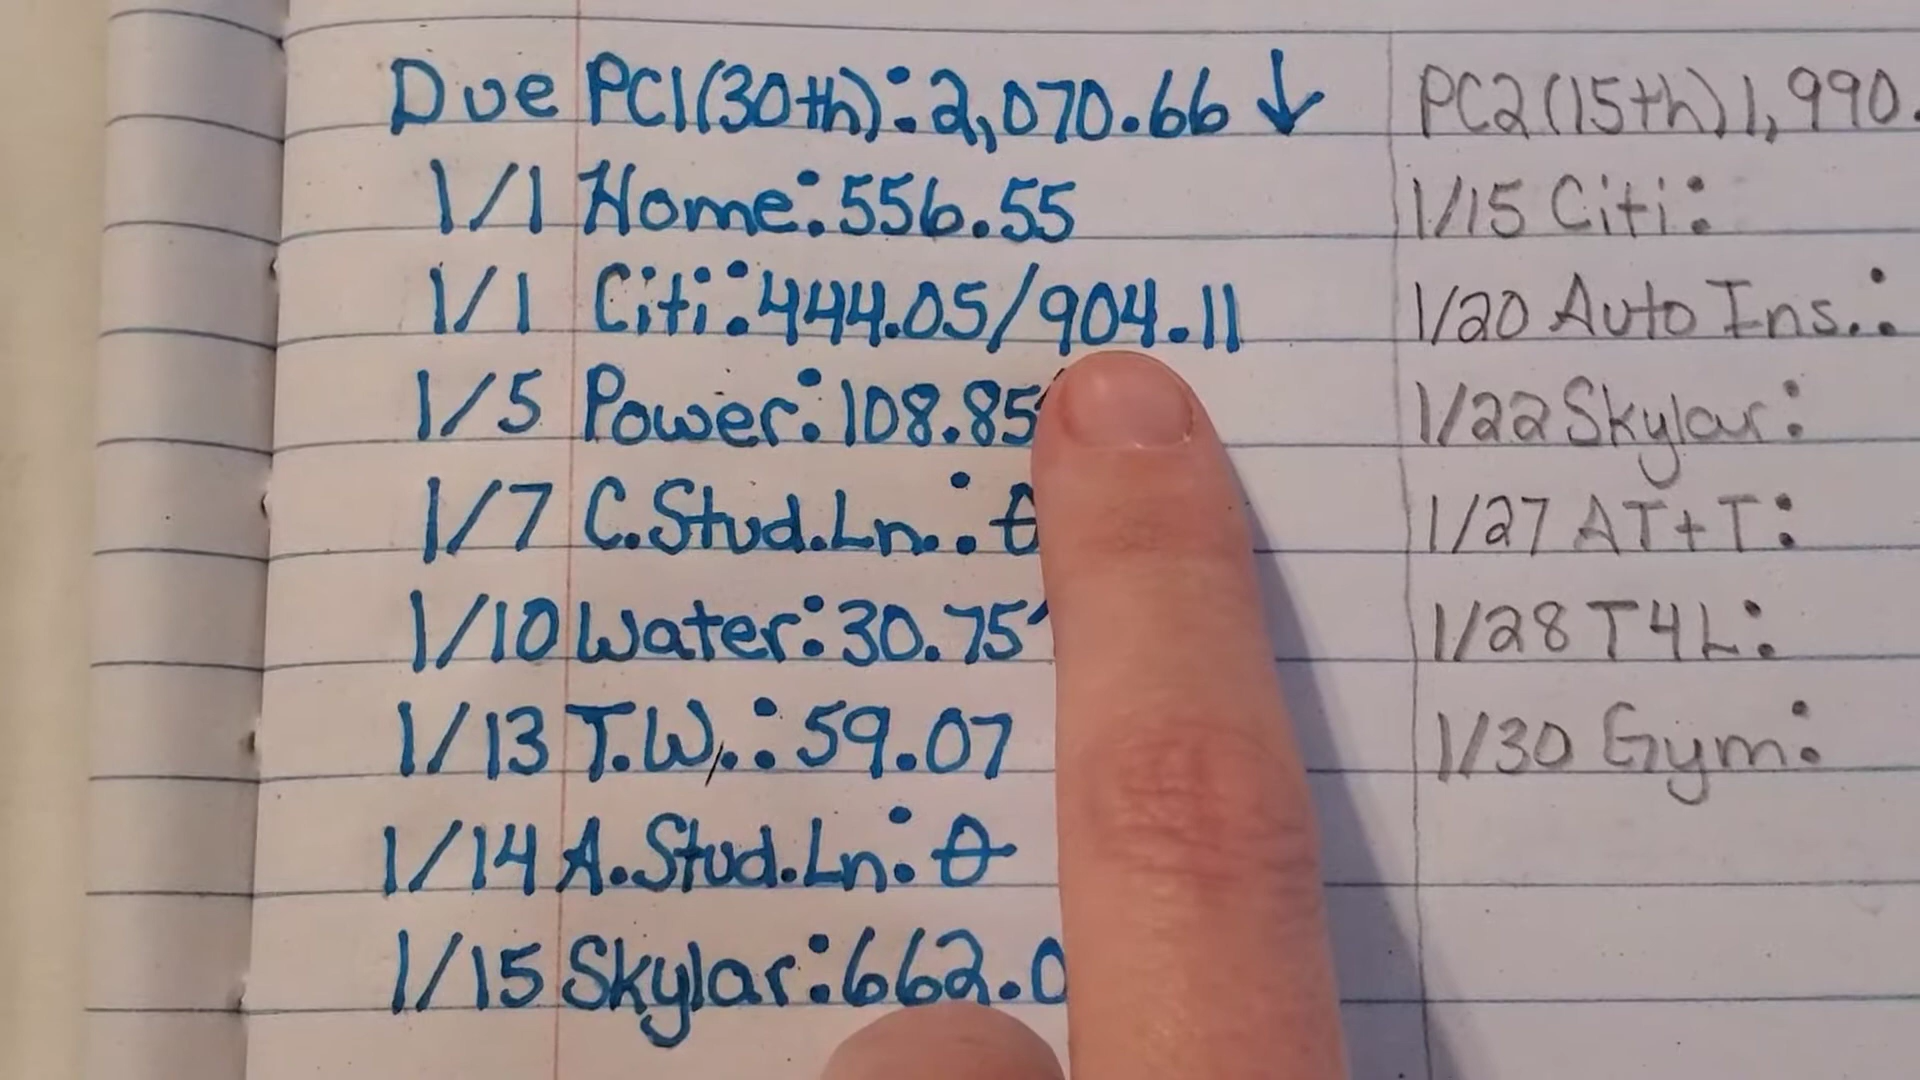 Due PC1(30th): 2,070.66 ↓
1/1 Home: 556.55
1/1 Citi: 444.05/904.11
1/5 Power: 108.85
1/7 C.Stud.Ln.:
1/10 Water: 30.75
1/13 T.W.: 59.07
1/14 A.Stud.Ln: 0
1/15 Skylar: 662.0
PC2(15th) 1,990.
1/15 Citi:
1/20 Auto Ins.:
1/22 Skylar:
1/27 AT+T:
1/28 T4L:
1/30 Gym: